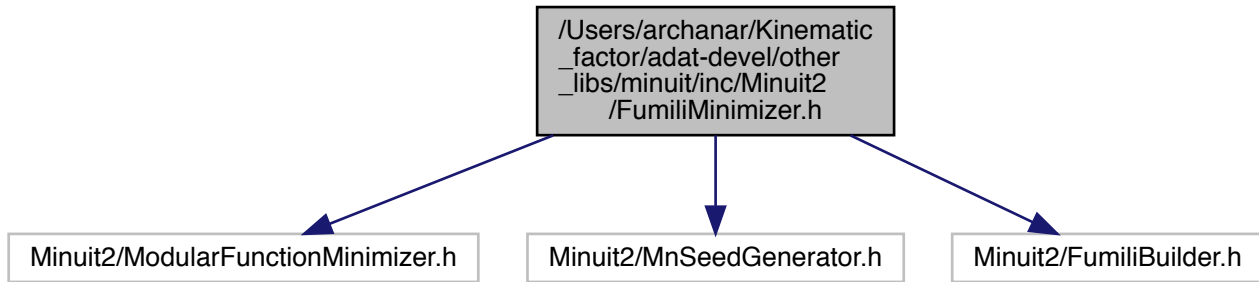 /Users/archanar/Kinematic
_factor/adat-devel/other
_libs/minuit/inc/Minuit2
/FumiliMinimizer.h
Minuit2/ModularFunctionMinimizer.h
Minuit2/MnSeedGenerator.h
Minuit2/FumiliBuilder.h